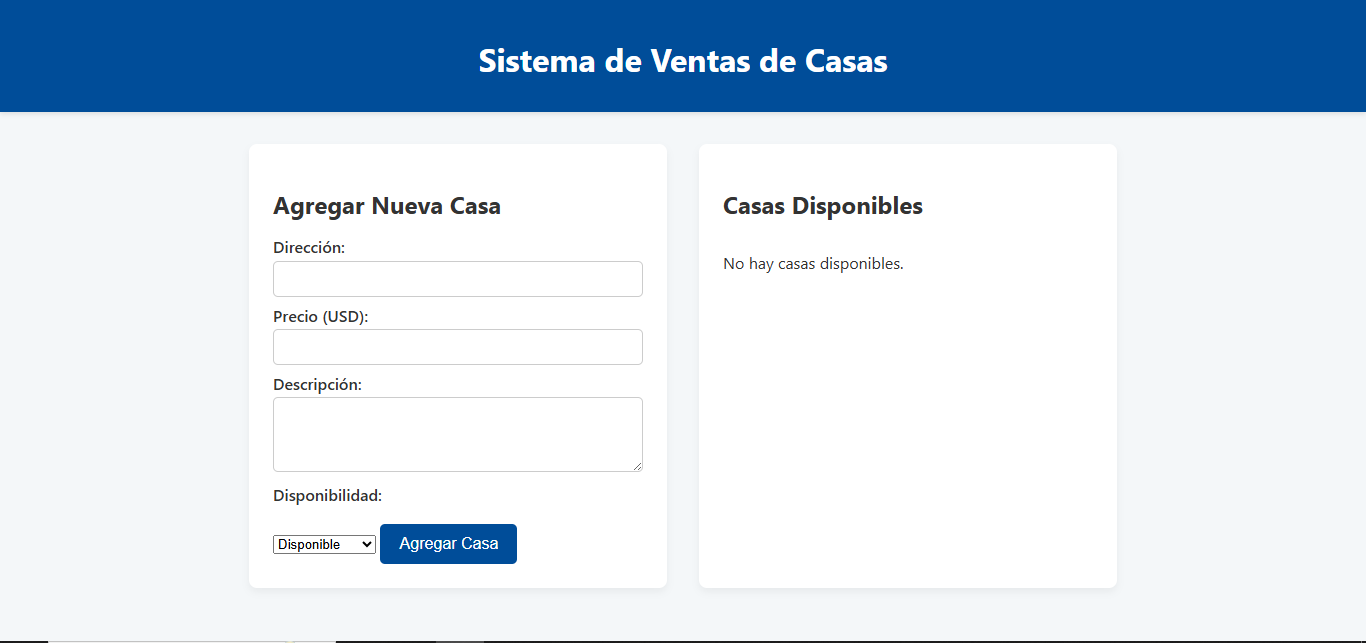 Sistema de Ventas de Casas
Agregar Nueva Casa
Dirección:
Precio (USD):
Descripción:
Disponibilidad:
Disponible
Agregar Casa
Casas Disponibles
No hay casas disponibles.